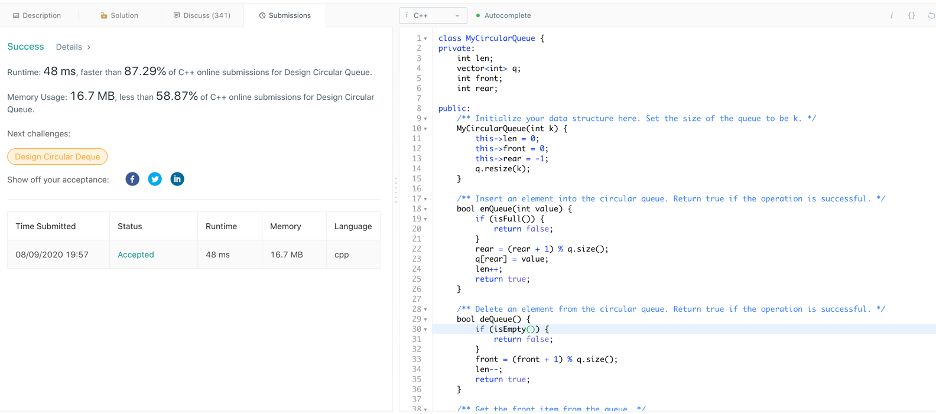 Description Solution Discuss (341) Submissions
Success Details >
Runtime: 48 ms, faster than 87.29% of C++ online submissions for Design Circular Queue.
Memory Usage: 16.7 MB, less than 58.87% of C++ online submissions for Design Circular
Queue.
Next challenges:
Design Circular Deque
Show off your acceptance:
Time Submitted Status Runtime Memory Language
08/09/2020 19:57 Accepted 48 ms 16.7 MB cpp
i C++ Autocomplete i {}
1 class MyCircularQueue {
2 private:
3 int len;
4 vector<int> q;
5 int front;
6 int rear;
7
8 public:
9 /** Initialize your data structure here. Set the size of the queue to be k. */
10 MyCircularQueue(int k) {
11 this->len = 0;
12 this->front = 0;
13 this->rear = -1;
14 q.resize(k);
15 }
16
17 /** Insert an element into the circular queue. Return true if the operation is successful. */
18 bool enQueue(int value) {
19 if (isFull()) {
20 return false;
21 }
22 rear = (rear + 1) % q.size();
23 q[rear] = value;
24 len++;
25 return true;
26 }
27
28 /** Delete an element from the circular queue. Return true if the operation is successful. */
29 bool deQueue() {
30 if (isEmpty()) {
31 return false;
32 }
33 front = (front + 1) % q.size();
34 len--;
35 return true;
36 }
37
38 /** Get the front item from the queue. */